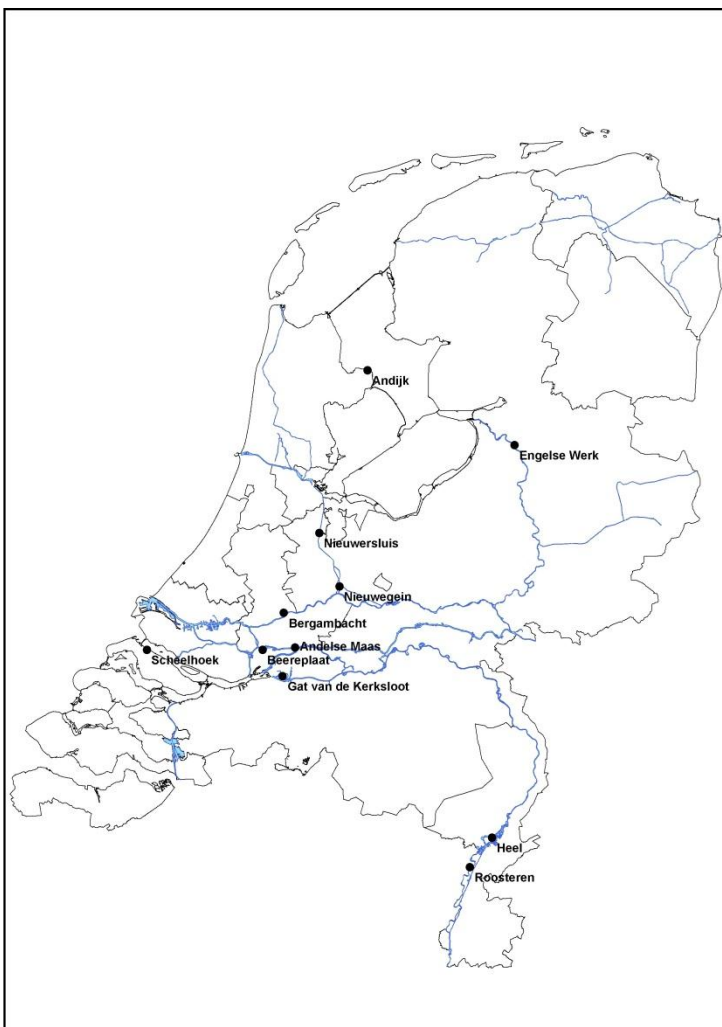 Andijk
Engelse Werk
Nieuwersluis
Nieuwegein
Bergambacht
Andelse Maas
Scheelhoek
Beereplaat
Gat van de Kerksloot
Heel
Roosteren